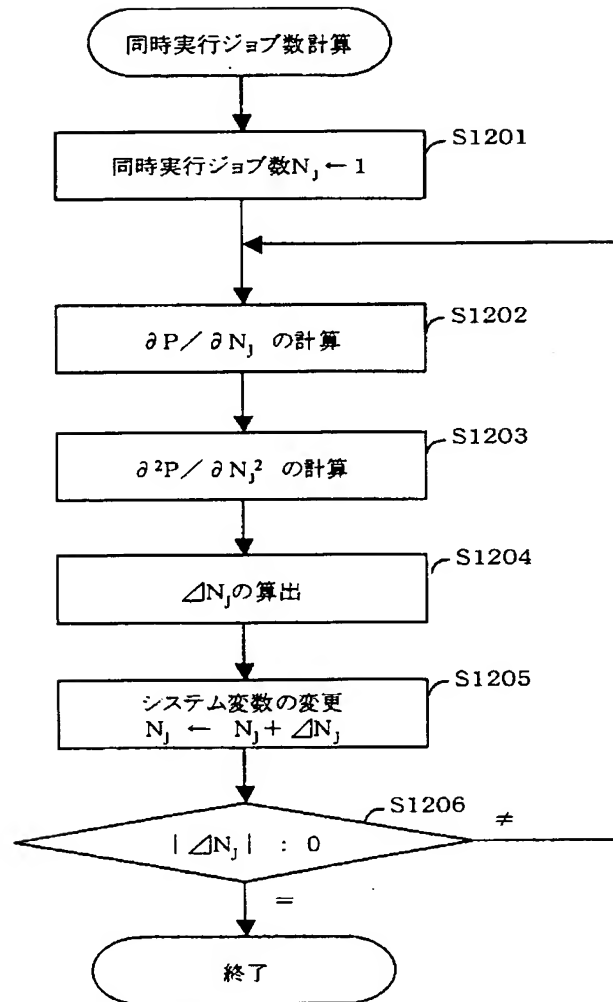 同時実行ジョブ数計算
S1201
同時実行ジョブ数NJ ← 1
S1202
∂P／∂NJ の計算
S1203
∂²P／∂NJ² の計算
S1204
⊿NJの算出
S1205
システム変数の変更
NJ ← NJ + ⊿NJ
S1206
| ⊿NJ | : 0
≠
=
終了